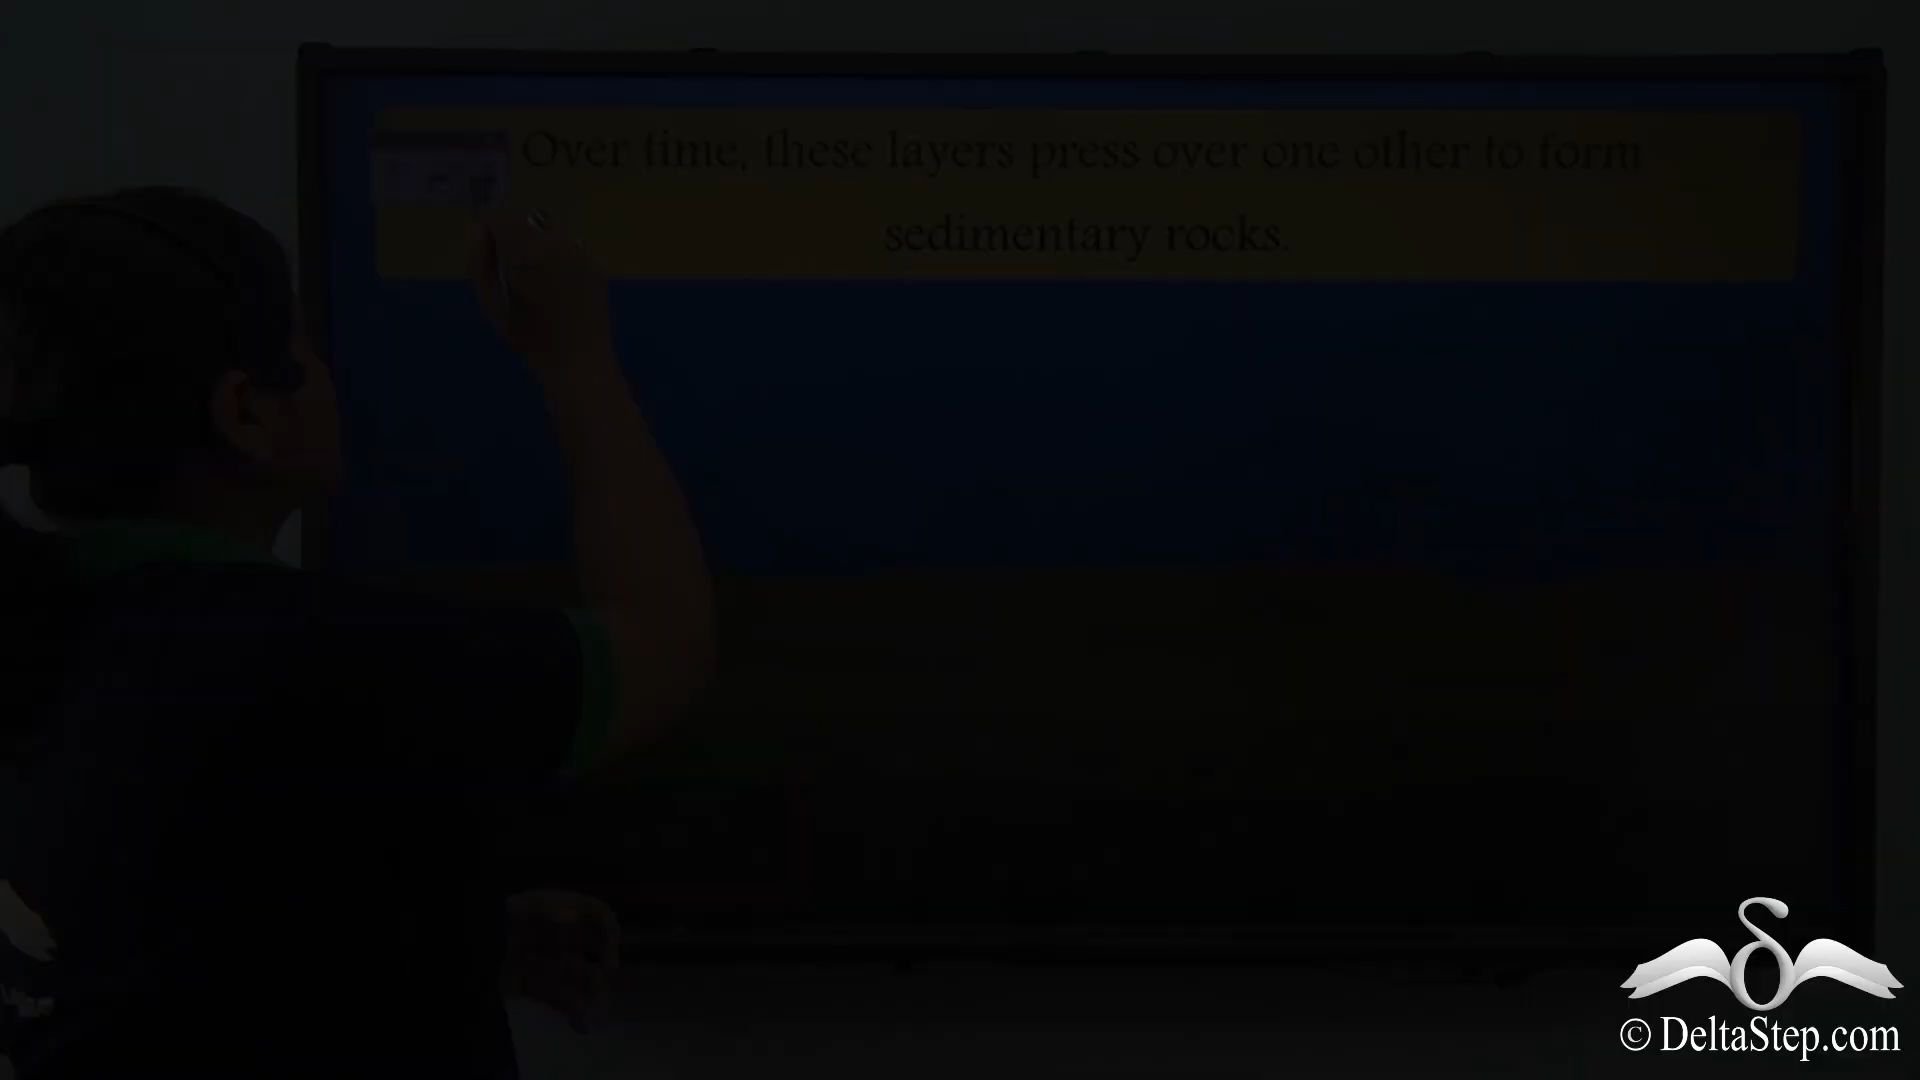 Over time, these layers press over one other to form
sedimentary rocks.
© DeltaStep.com